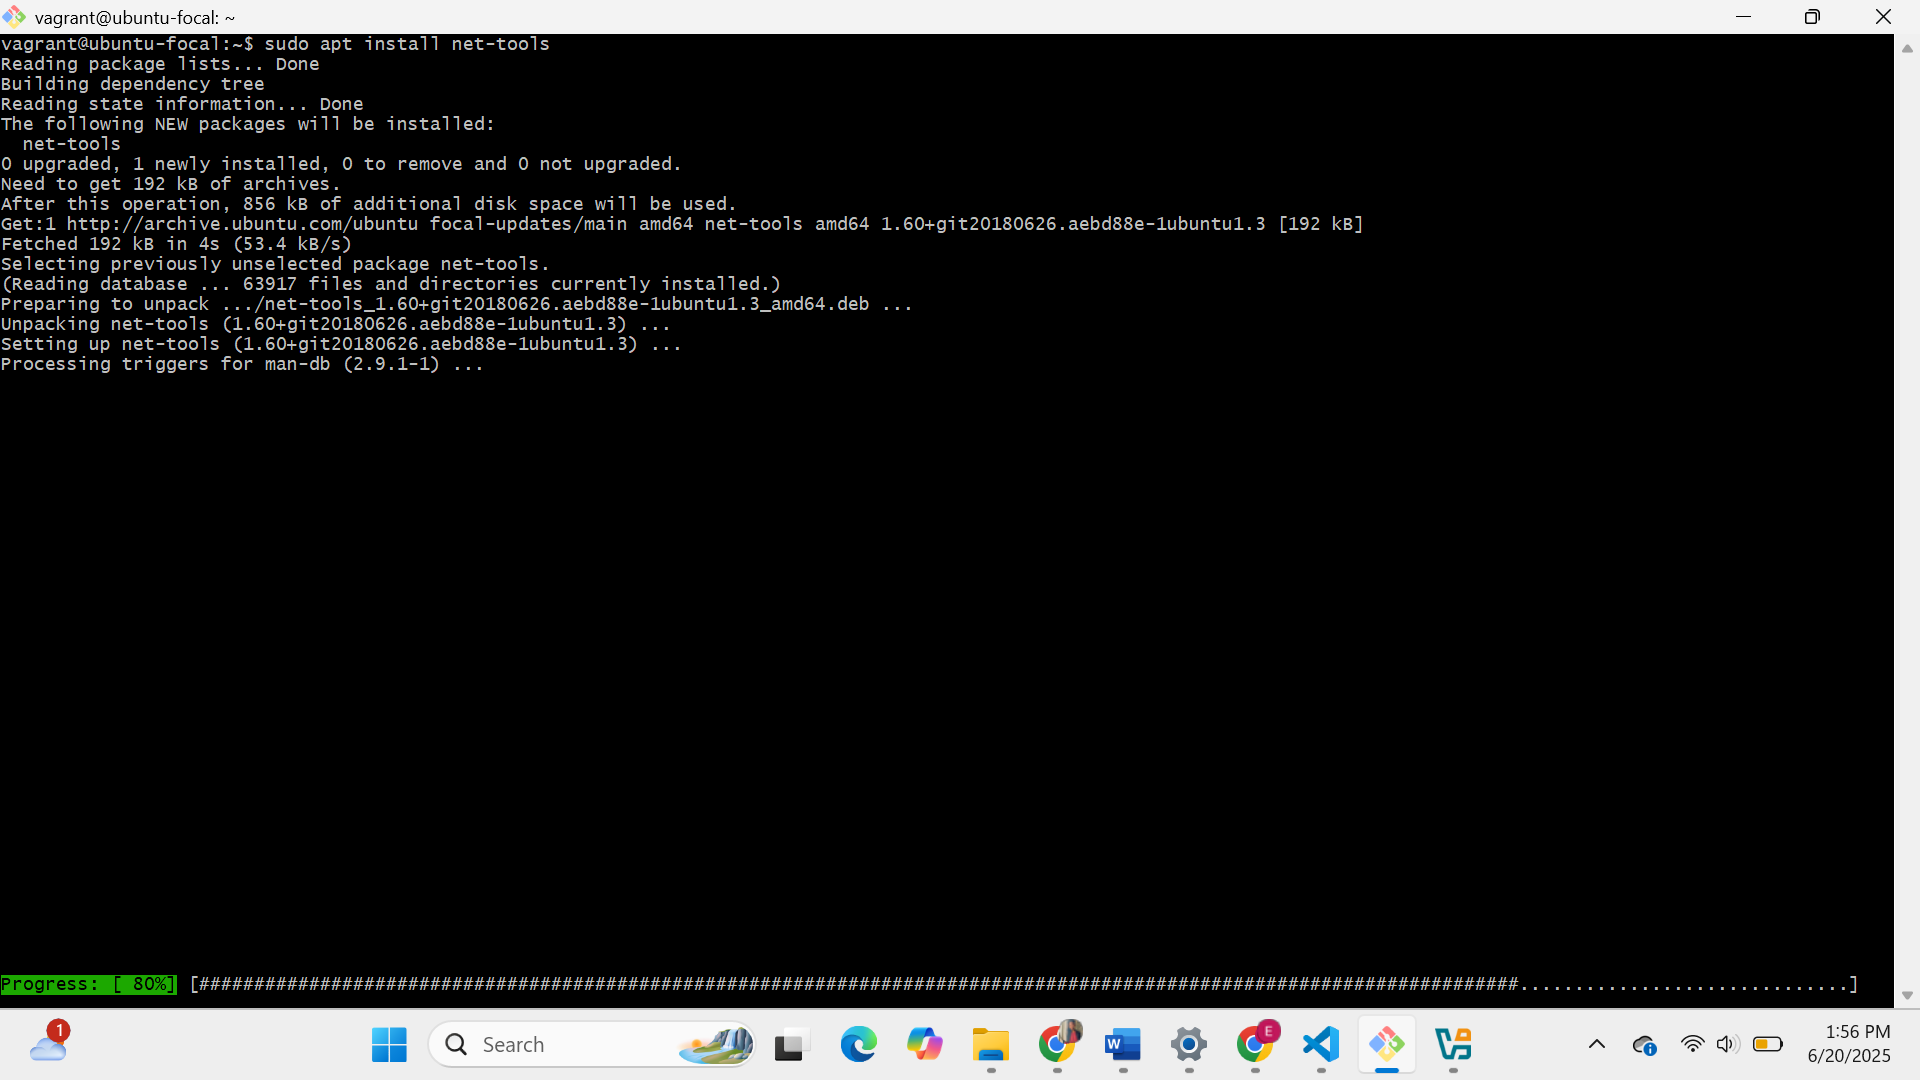 vagrant@ubuntu-focal: ~
vagrant@ubuntu-focal:~$ sudo apt install net-tools
Reading package lists... Done
Building dependency tree
Reading state information... Done
The following NEW packages will be installed:
  net-tools
0 upgraded, 1 newly installed, 0 to remove and 0 not upgraded.
Need to get 192 kB of archives.
After this operation, 856 kB of additional disk space will be used.
Get:1 http://archive.ubuntu.com/ubuntu focal-updates/main amd64 net-tools amd64 1.60+git20180626.aebd88e-1ubuntu1.3 [192 kB]
Fetched 192 kB in 4s (53.4 kB/s)
Selecting previously unselected package net-tools.
(Reading database ... 63917 files and directories currently installed.)
Preparing to unpack .../net-tools_1.60+git20180626.aebd88e-1ubuntu1.3_amd64.deb ...
Unpacking net-tools (1.60+git20180626.aebd88e-1ubuntu1.3) ...
Setting up net-tools (1.60+git20180626.aebd88e-1ubuntu1.3) ...
Processing triggers for man-db (2.9.1-1) ...
Progress: [ 80%] [########################################################################################################################..............................]
1
Search
W
E
1:56 PM
6/20/2025